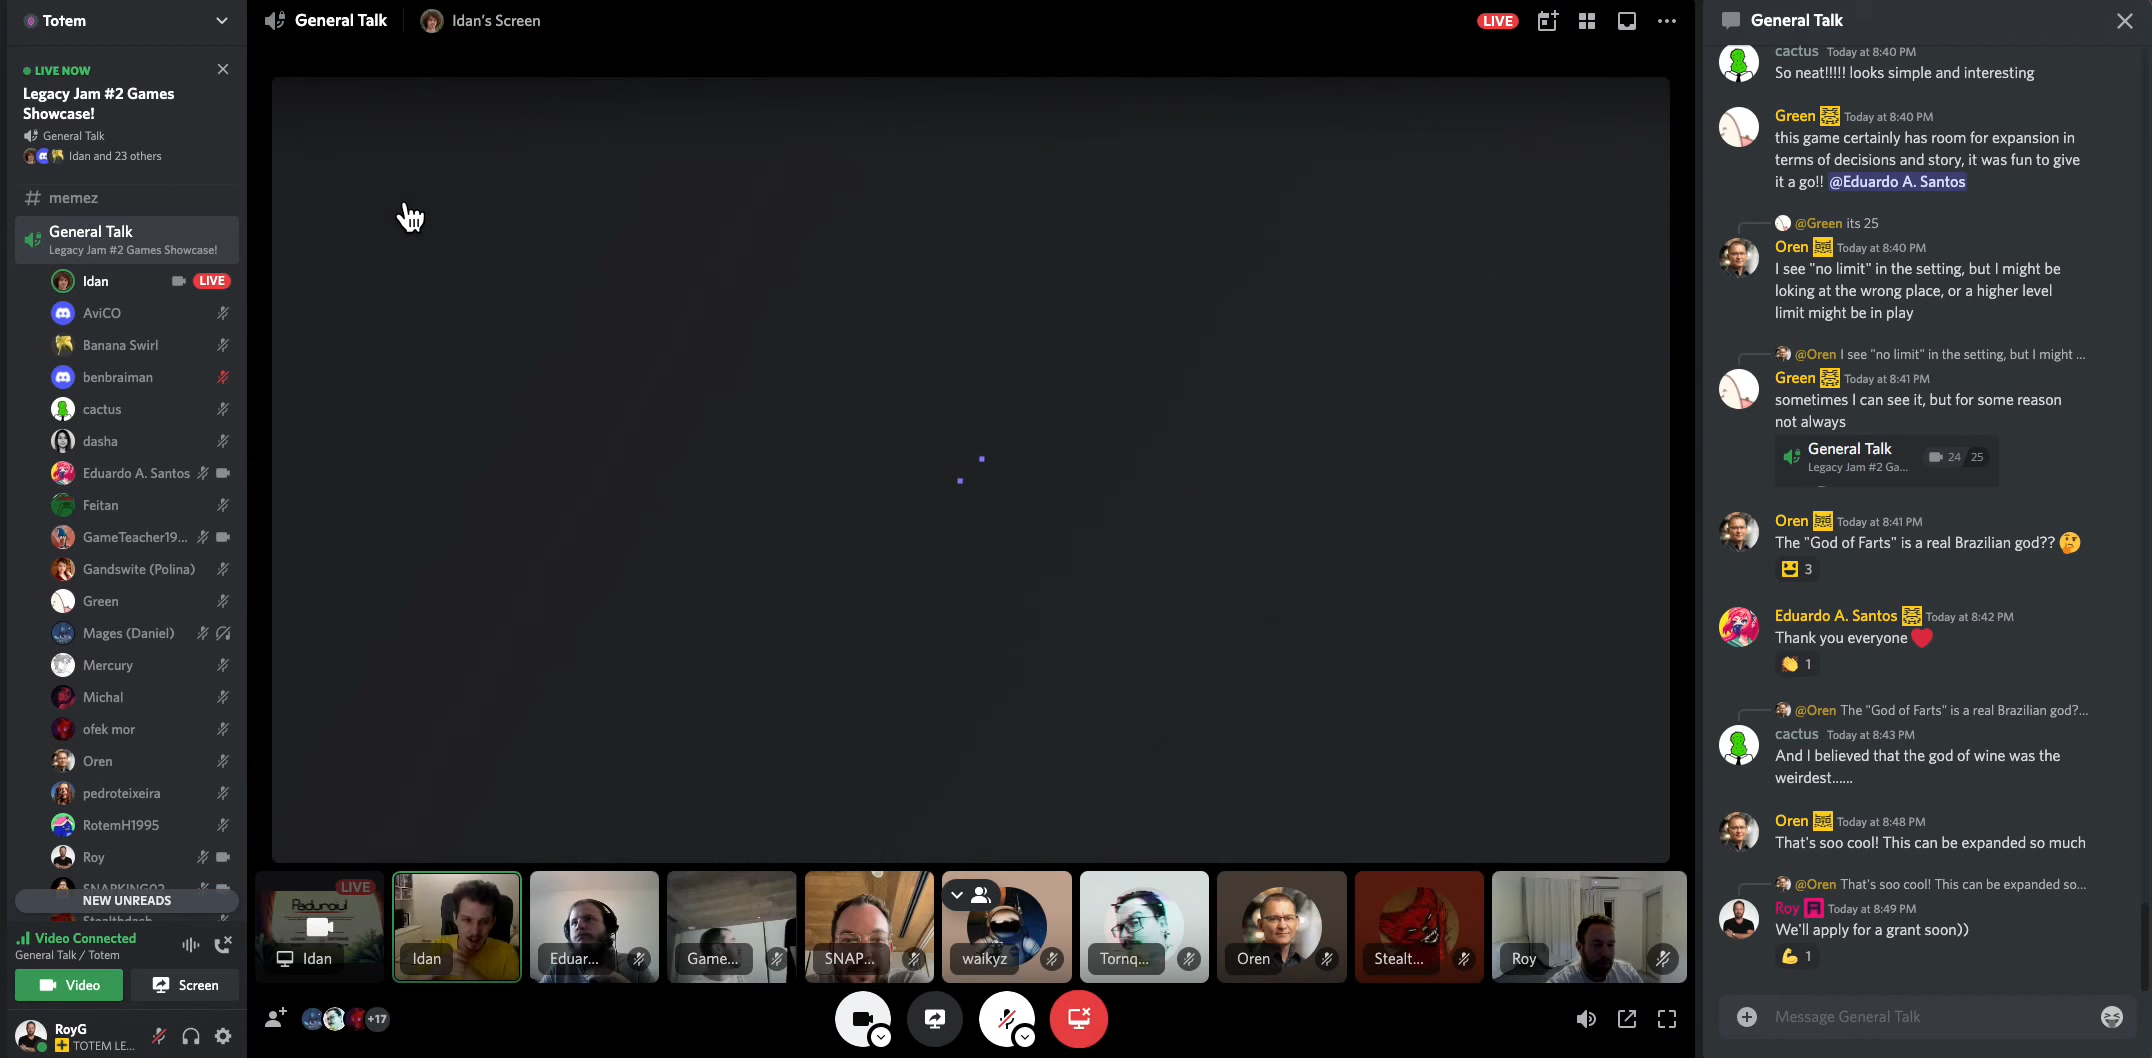 Totem
LIVE NOW
Legacy Jam #2 Games
Showcase!
General Talk
Idan and 23 others
memez
General Talk
Legacy Jam #2 Games Showcase!
Idan LIVE
AviCO
Banana Swirl
benbraiman
cactus
dasha
Eduardo A. Santos
Feitan
GameTeacher19...
Gandswite (Polina)
Green
Mages (Daniel)
Mercury
Michal
ofek mor
Oren
pedroteixeira
RotemH1995
Roy
SNAPKING02
NEW UNREADS
Stealthdash
Video Connected
General Talk / Totem
Video Screen
RoyG
TOTEM LE...
General Talk Idan's Screen LIVE
LIVE
Idan
Idan
Eduar...
Game...
SNAP...
waikyz
Tornq...
Oren
Stealt...
Roy
+17
General Talk
cactus Today at 8:40 PM
So neat!!!!! looks simple and interesting
Green Today at 8:40 PM
this game certainly has room for expansion in
terms of decisions and story, it was fun to give
it a go!! @Eduardo A. Santos
@Green its 25
Oren Today at 8:40 PM
I see "no limit" in the setting, but I might be
loking at the wrong place, or a higher level
limit might be in play
@Oren I see "no limit" in the setting, but I might ...
Green Today at 8:41 PM
sometimes I can see it, but for some reason
not always
General Talk 24 25
Legacy Jam #2 Ga...
Oren Today at 8:41 PM
The "God of Farts" is a real Brazilian god??
3
Eduardo A. Santos Today at 8:42 PM
Thank you everyone
1
@Oren The "God of Farts" is a real Brazilian god?...
cactus Today at 8:43 PM
And I believed that the god of wine was the
weirdest......
Oren Today at 8:48 PM
That's soo cool! This can be expanded so much
@Oren That's soo cool! This can be expanded so...
Roy Today at 8:49 PM
We'll apply for a grant soon))
1
Message General Talk